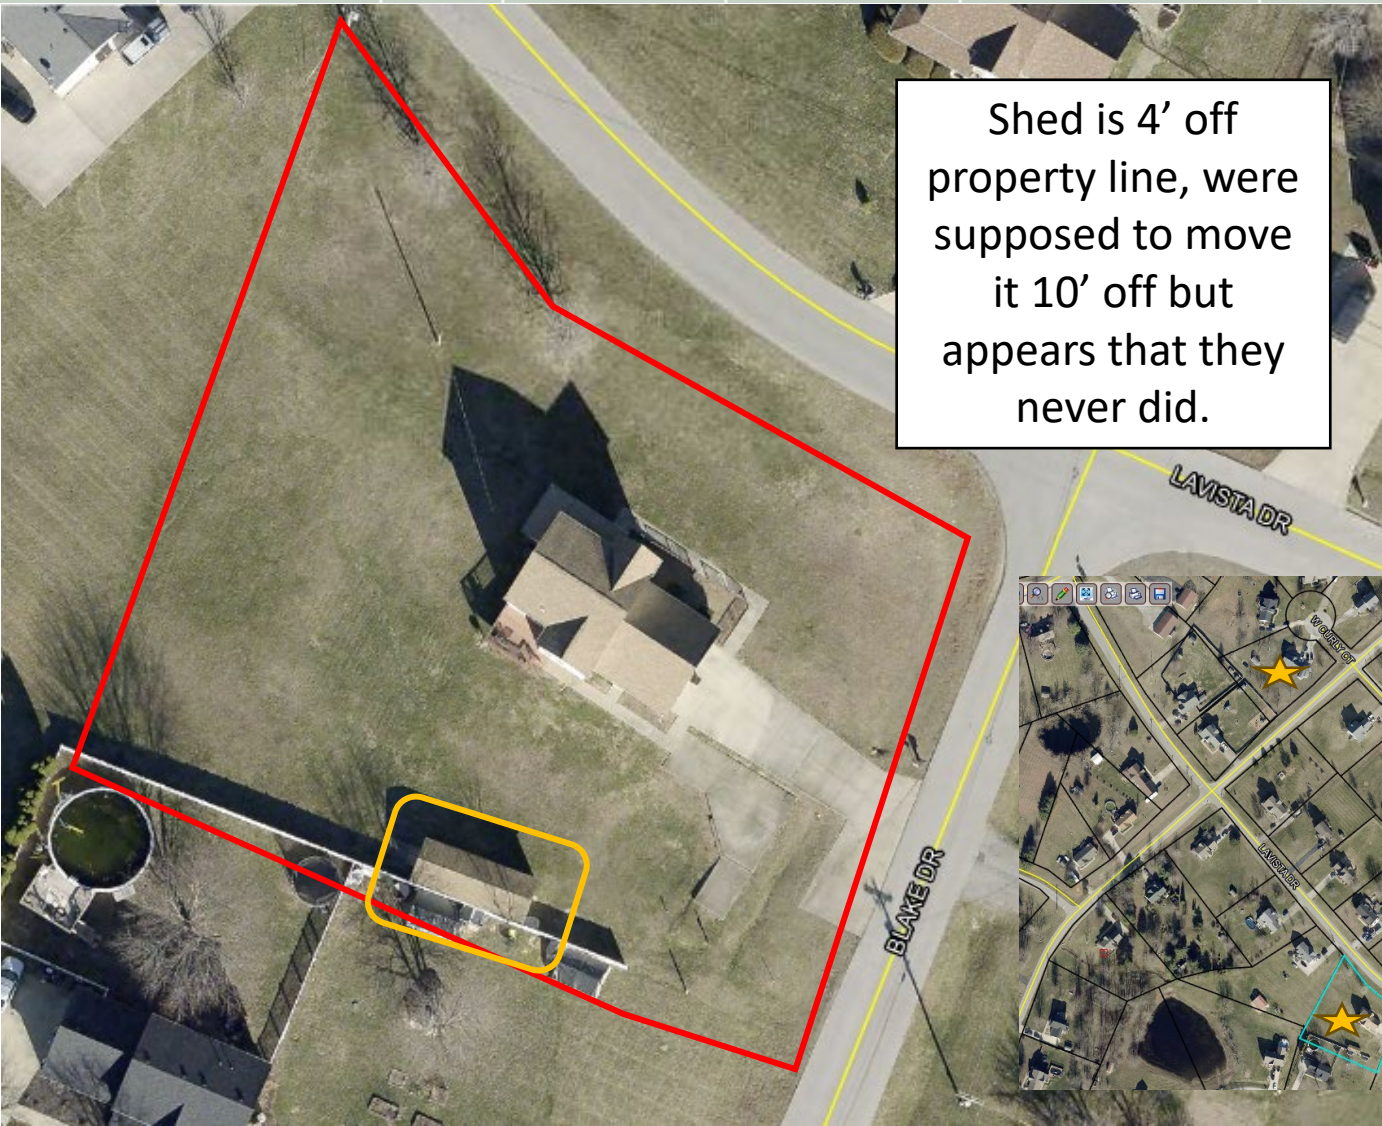 Shed is 4’ off
property line, were
supposed to move
it 10’ off but
appears that they
never did.
LAVISTA DR
BLAKE DR
W CURLY CT
LAVISTA DR